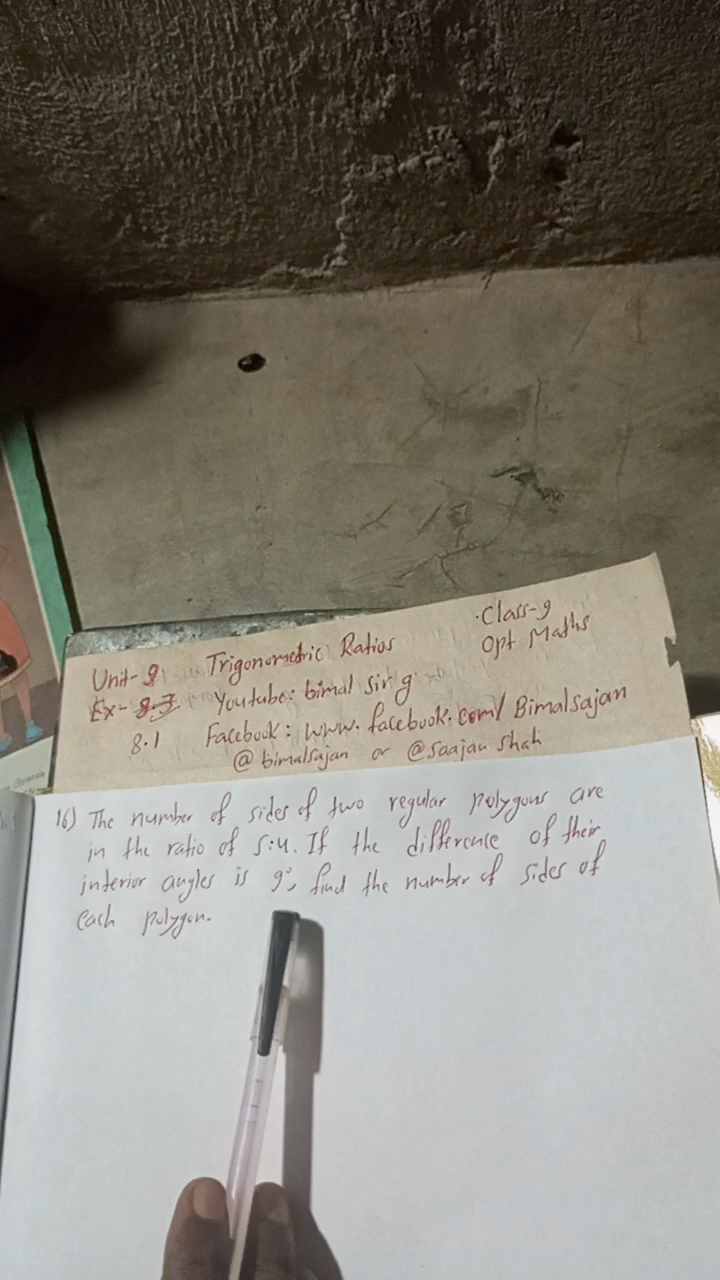 Unit-9 Trigonometric Ratios
Class-9
Opt Maths
Ex- 8.3 Youtube: bimal sir g
8.1 Facebook: www.facebook.com/Bimalsajan
@bimalsajan or @saajan shah
16) The number of sides of two regular polygons are
in the ratio of 5:4. If the difference of their
interior angles is 9°, find the number of sides of
each polygon.